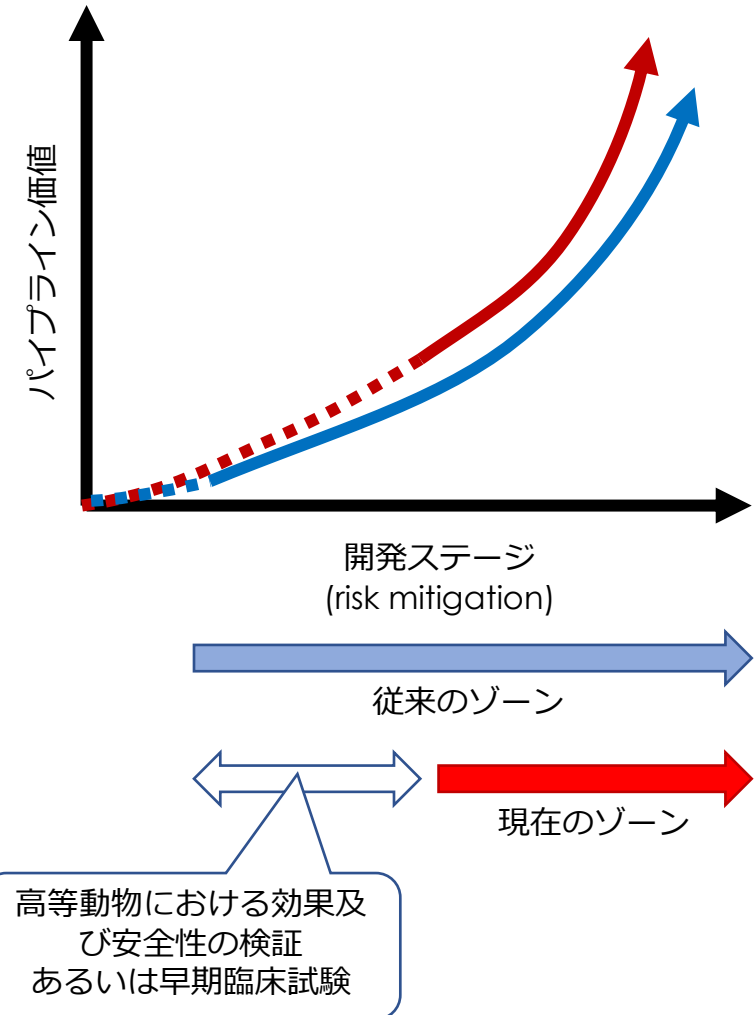 パイプライン価値
開発ステージ
(risk mitigation)
従来のゾーン
現在のゾーン
高等動物における効果及
び安全性の検証
あるいは早期臨床試験